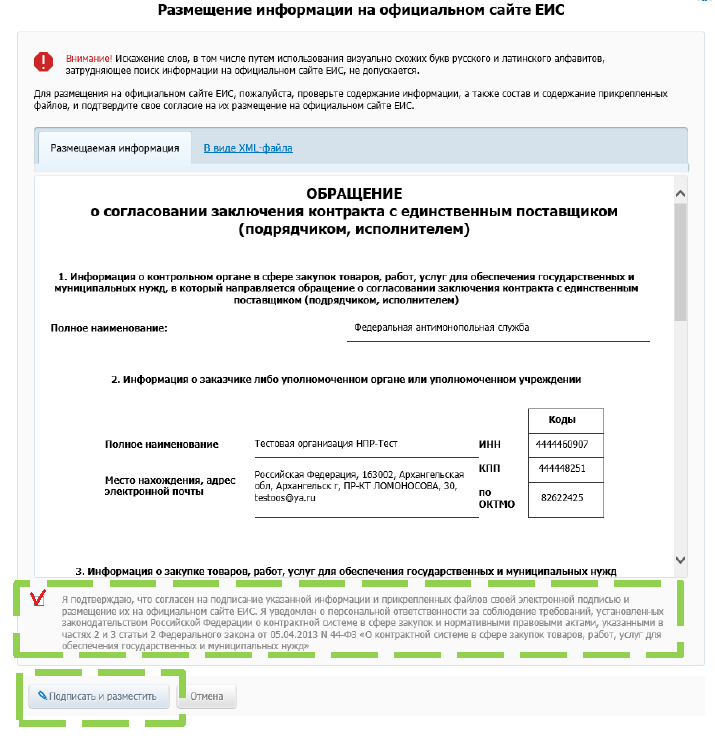 Размещение информации на официальном сайте ЕИС
Внимание! Искажение слов, в том числе путем использования визуально схожих букв русского и латинского алфавитов,
затрудняющее поиск информации на официальном сайте ЕИС, не допускается.
Для размещения на официальном сайте ЕИС, пожалуйста, проверьте содержание информации, а также состав и содержание прикрепленных
файлов, и подтвердите свое согласие на их размещение на официальном сайте ЕИС.
Размещаемая информация
В виде XML-файла
ОБРАЩЕНИЕ
о согласовании заключения контракта с единственным поставщиком
(подрядчиком, исполнителем)
1. Информация о контрольном органе в сфере закупок товаров, работ, услуг для обеспечения государственных и
муниципальных нужд, в который направляется обращение о согласовании заключения контракта с единственным
поставщиком (подрядчиком, исполнителем)
Полное наименование:
Федеральная антимонопольная служба
2. Информация о заказчике либо уполномоченном органе или уполномоченном учреждении
Коды
Полное наименование
Тестовая организация НПР-Тест
ИНН
4444460907
Место нахождения, адрес
электронной почты
Российская Федерация, 163002, Архангельская
обл, Архангельск г, ПР-КТ ЛОМОНОСОВА, 30,
testoos@ya.ru
КПП
444448251
по
ОКТМО
82622425
3. Информация о закупке товаров, работ, услуг для обеспечения государственных и муниципальных нужд
Я подтверждаю, что согласен на подписание указанной информации и прикрепленных файлов своей электронной подписью и
размещение их на официальном сайте ЕИС. Я уведомлен о персональной ответственности за соблюдение требований, установленных
законодательством Российской Федерации о контрактной системе в сфере закупок и нормативными правовыми актами, указанными в
частях 2 и 3 статьи 2 Федерального закона от 05.04.2013 N 44-ФЗ «О контрактной системе в сфере закупок товаров, работ, услуг для
обеспечения государственных и муниципальных нужд»
Подписать и разместить
Отмена